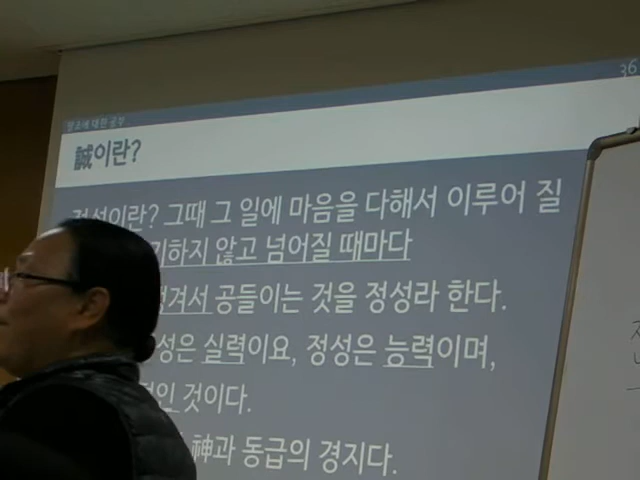 36
誠이란?
정성이란? 그때 그 일에 마음을 다해서 이루어 질
기하지 않고 넘어질 때마다
겨서 공들이는 것을 정성라 한다.
성은 실력이요, 정성은 능력이며,
인 것이다.
神과 동급의 경지다.